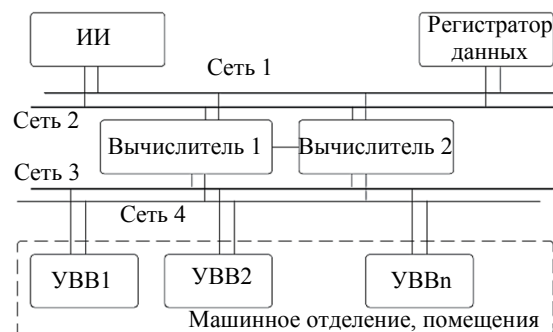 ИИ
Регистратор
данных
Сеть 1
Сеть 2
Вычислитель 1
Вычислитель 2
Сеть 3
Сеть 4
УВВ1
УВВ2
УВВn
Машинное отделение, помещения